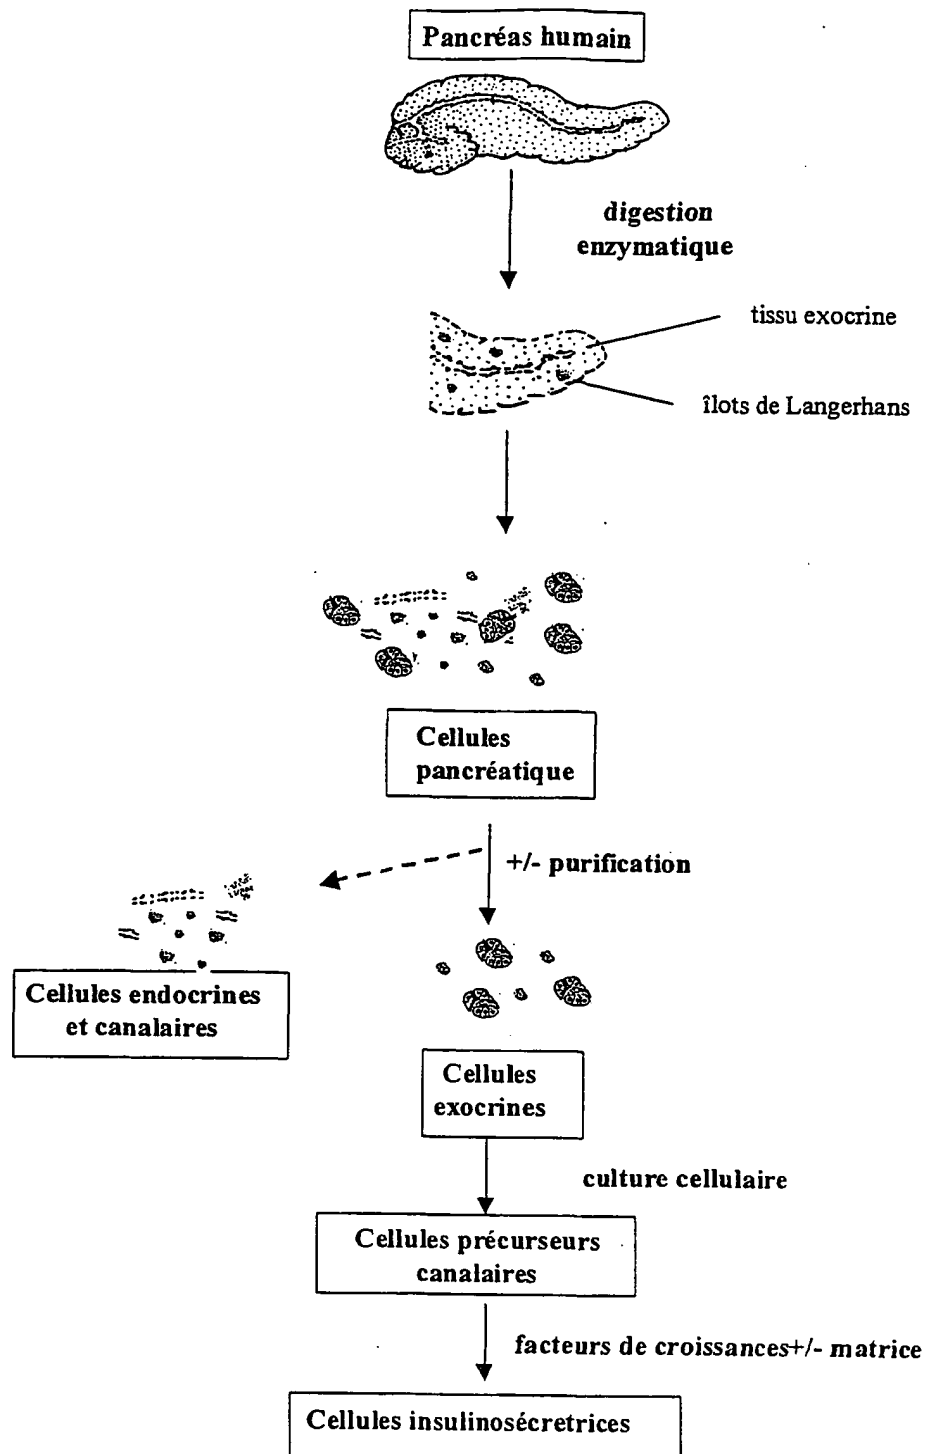 Pancréas humain
digestion
enzymatique
tissu exocrine
îlots de Langerhans
Cellules
pancréatique
+/- purification
Cellules endocrines
et canalaires
Cellules
exocrines
culture cellulaire
Cellules précurseurs
canalaires
facteurs de croissances+/- matrice
Cellules insulinosécretrices